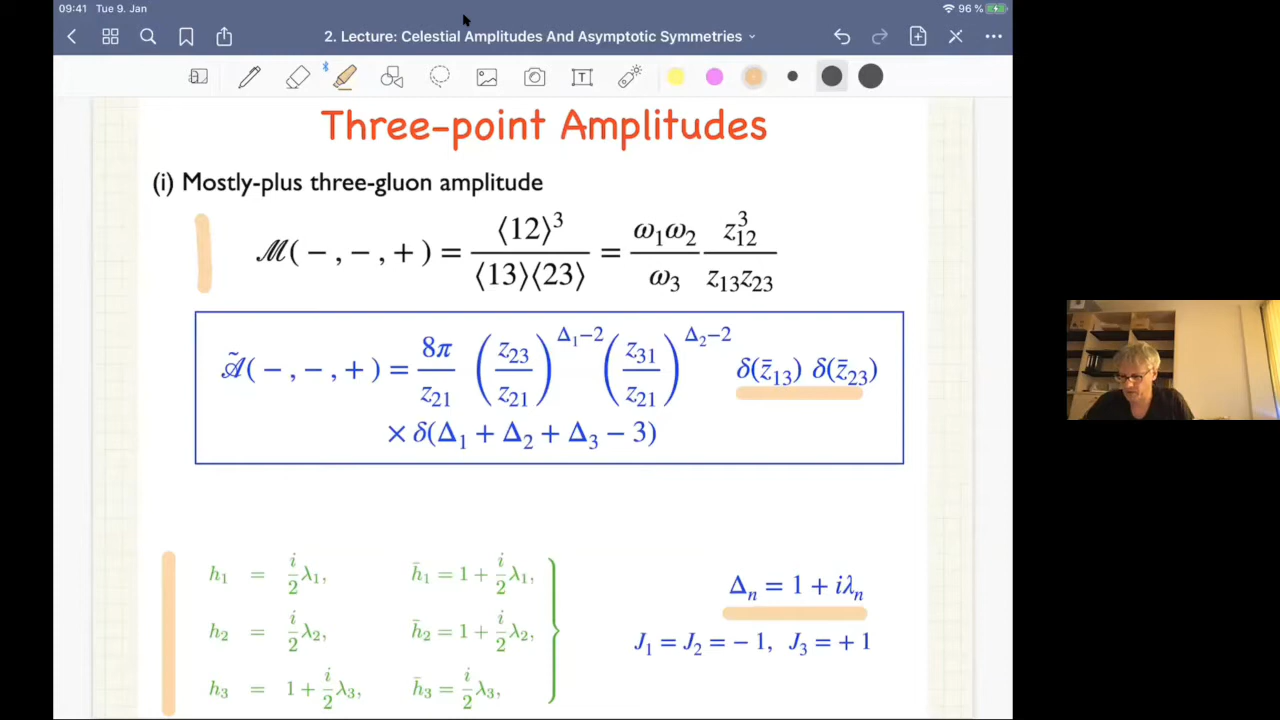 09:41 Tue 9. Jan
96 %
2. Lecture: Celestial Amplitudes And Asymptotic Symmetries
Three-point Amplitudes
(i) Mostly-plus three-gluon amplitude
ℳ(−,−,+) = ⟨12⟩³ / ⟨13⟩⟨23⟩ = ω₁ω₂ / ω₃ z₁₂³ / z₁₃z₂₃
𝒜̃(−,−,+) = 8π / z₂₁ (z₂₃ / z₂₁)^{Δ₁−2} (z₃₁ / z₂₁)^{Δ₂−2} δ(z̄₁₃) δ(z̄₂₃)
× δ(Δ₁ + Δ₂ + Δ₃ − 3)
h₁ = i/2 λ₁, h̄₁ = 1 + i/2 λ₁,
h₂ = i/2 λ₂, h̄₂ = 1 + i/2 λ₂,
h₃ = 1 + i/2 λ₃, h̄₃ = i/2 λ₃,
Δₙ = 1 + iλₙ
J₁ = J₂ = − 1, J₃ = + 1